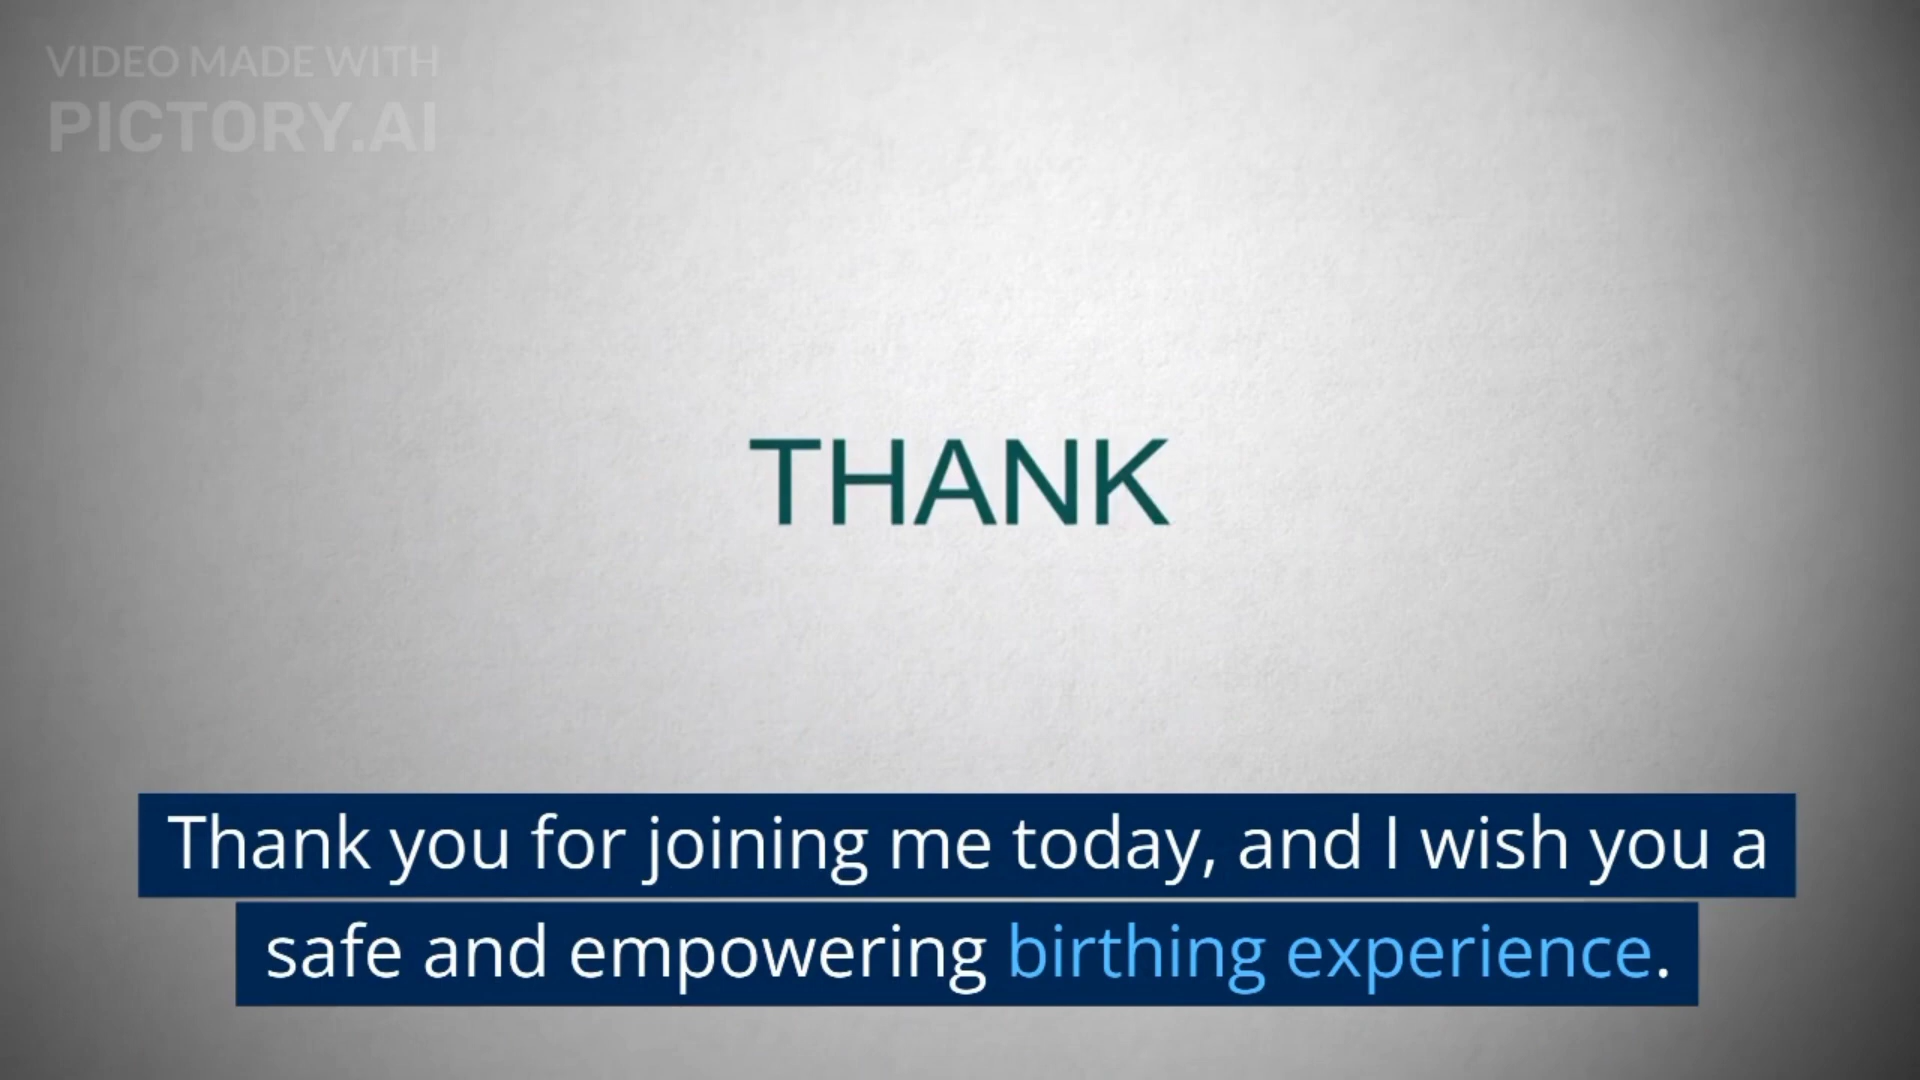 VIDEO MADE WITH
PICTORY.AI
THANK
Thank you for joining me today, and I wish you a
safe and empowering birthing experience.